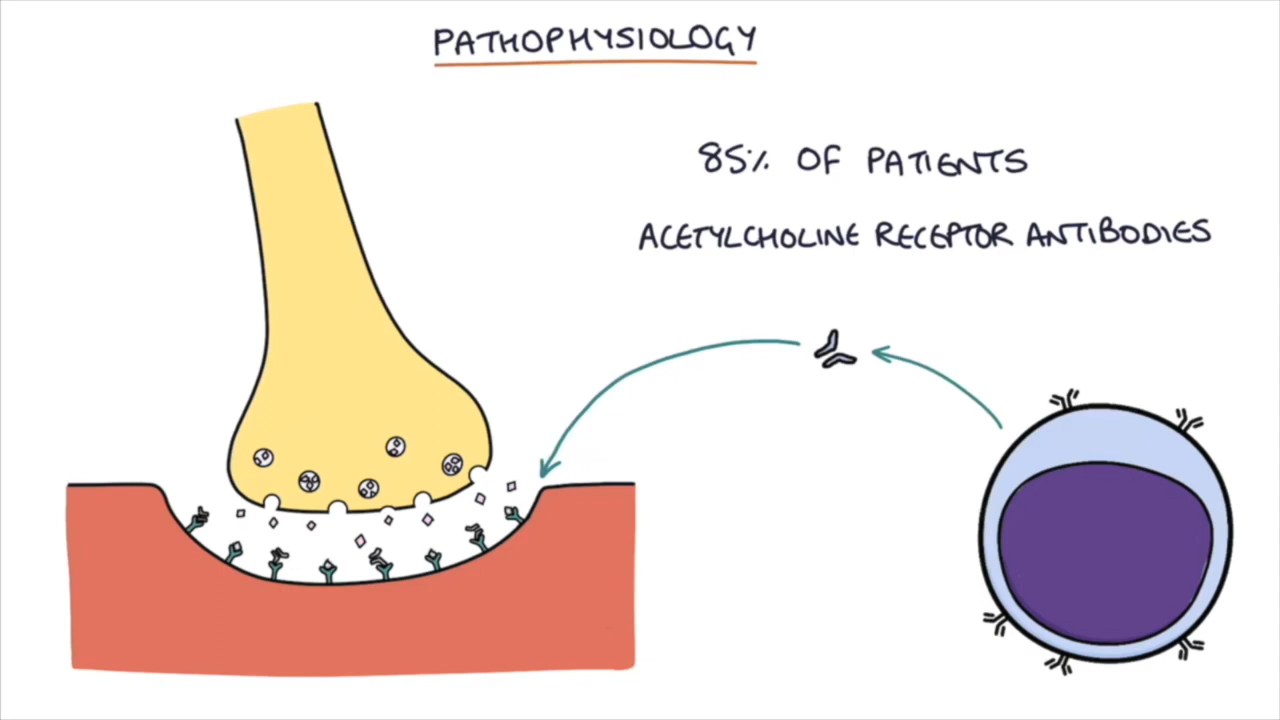 PATHOPHYSIOLOGY
85% OF PATIENTS
ACETYLCHOLINE RECEPTOR ANTIBODIES